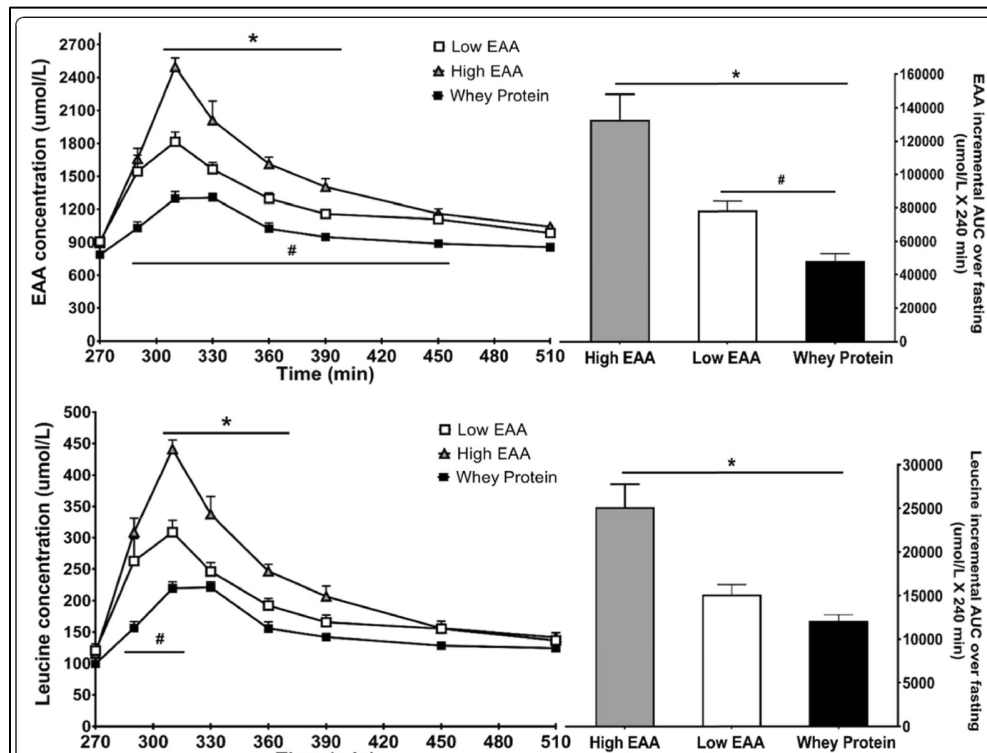 2700
2400
2100
1800
1500
1200
900
600
300
0
EAA concentration (umol/L)
*
#
Low EAA
High EAA
Whey Protein
270 300 330 360 390 420 450 480 510
Time (min)
*
#
160000
140000
120000
100000
80000
60000
40000
20000
0
EAA incremental AUC over fasting
(umol/L X 240 min)
High EAA Low EAA Whey Protein
500
450
400
350
300
250
200
150
100
50
0
Leucine concentration (umol/L)
*
#
Low EAA
High EAA
Whey Protein
270 300 330 360 390 420 450 480 510
*
30000
25000
20000
15000
10000
5000
0
Leucine incremental AUC over fasting
(umol/L X 240 min)
High EAA Low EAA Whey Protein